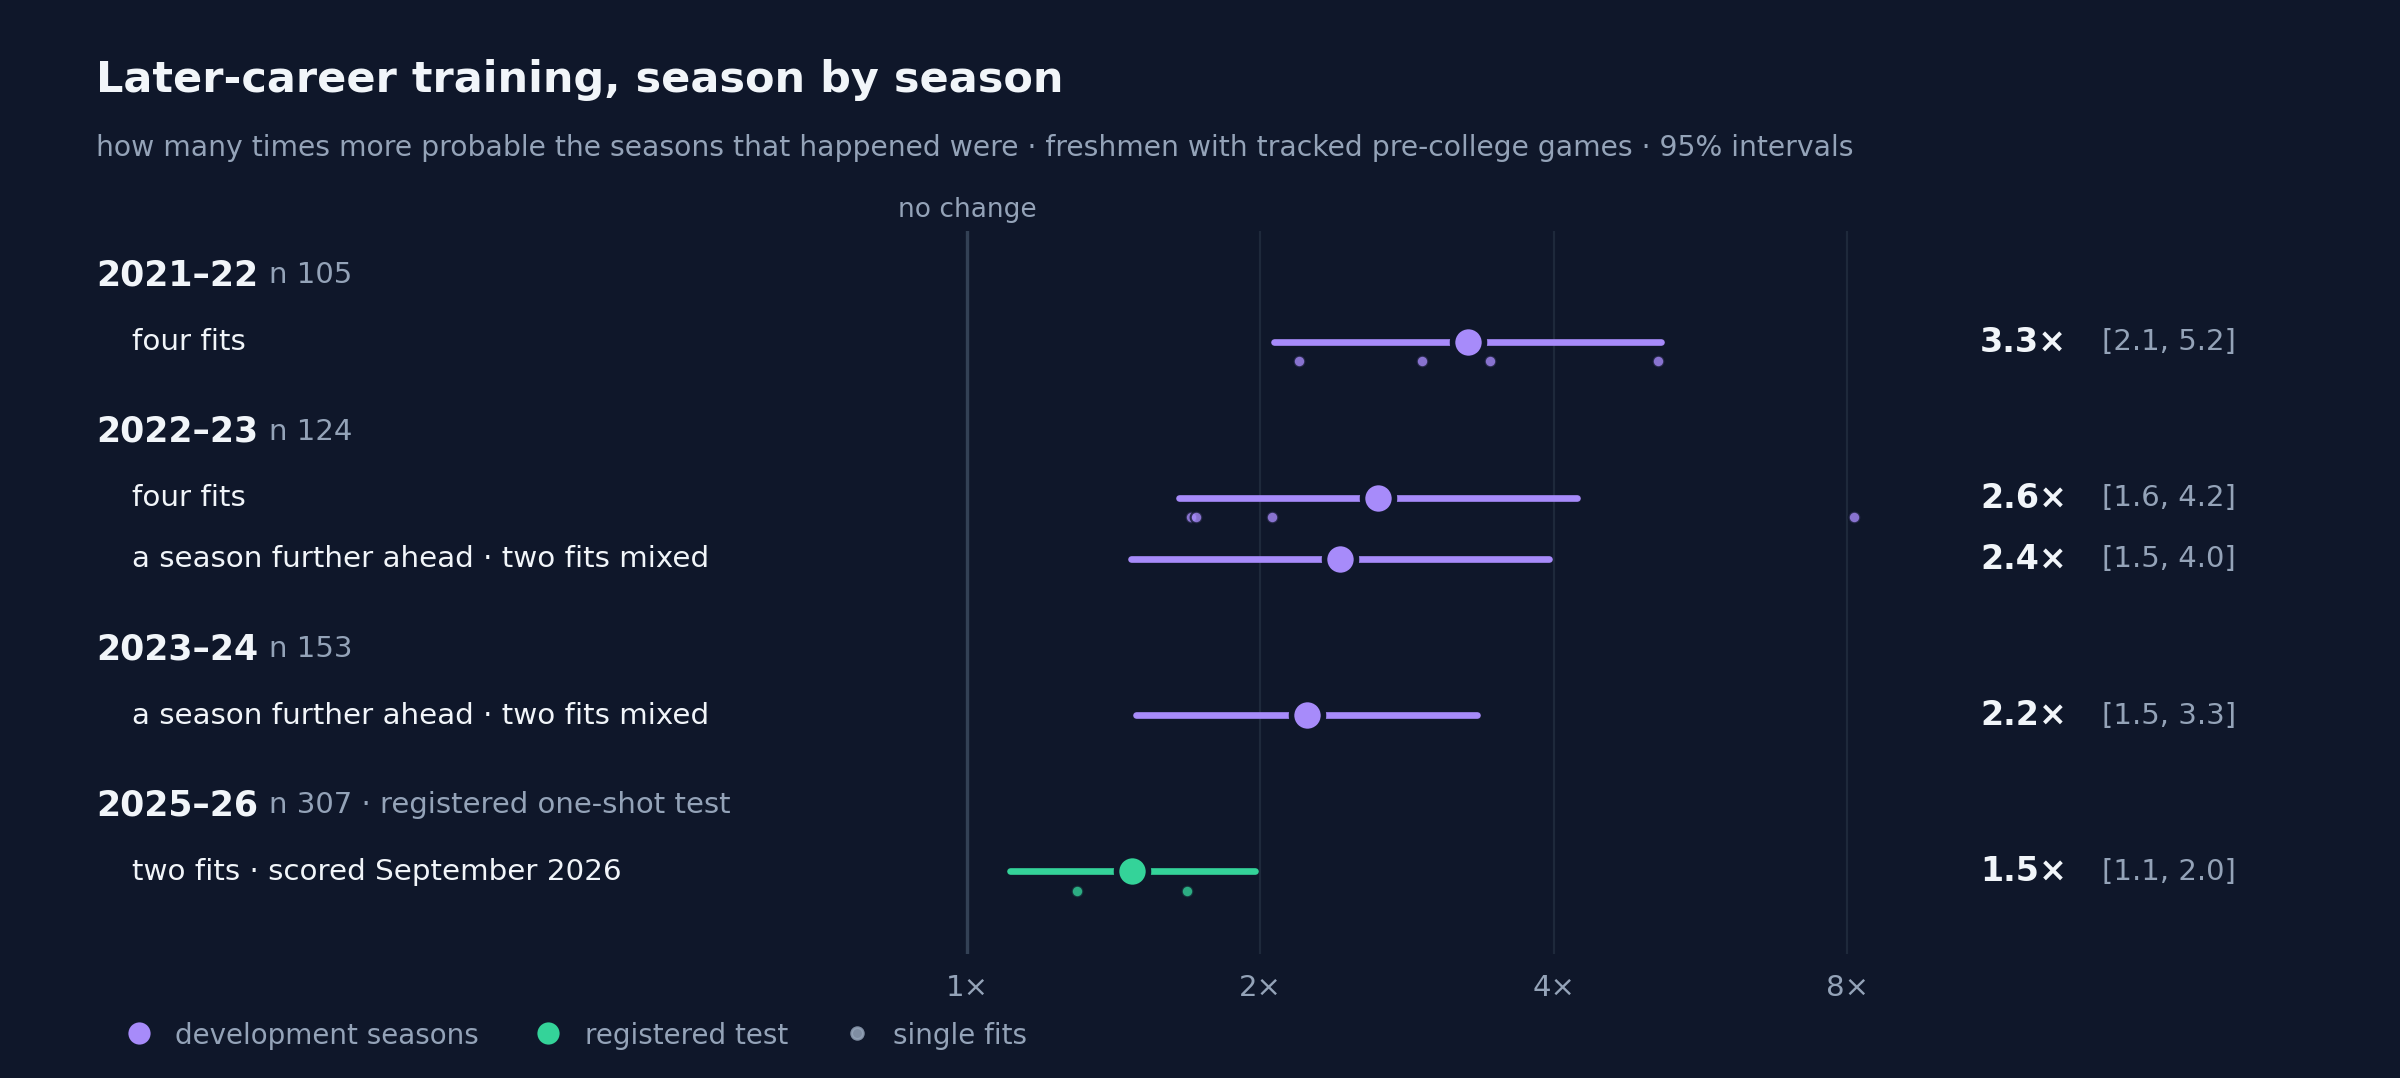 Later-career training, season by season
how many times more probable the seasons that happened were · freshmen with tracked pre-college games · 95% intervals
no change
2021–22 n 105
four fits 3.3× [2.1, 5.2]
2022–23 n 124
four fits 2.6× [1.6, 4.2]
a season further ahead · two fits mixed 2.4× [1.5, 4.0]
2023–24 n 153
a season further ahead · two fits mixed 2.2× [1.5, 3.3]
2025–26 n 307 · registered one-shot test
two fits · scored September 2026 1.5× [1.1, 2.0]
1× 2× 4× 8×
development seasons registered test single fits